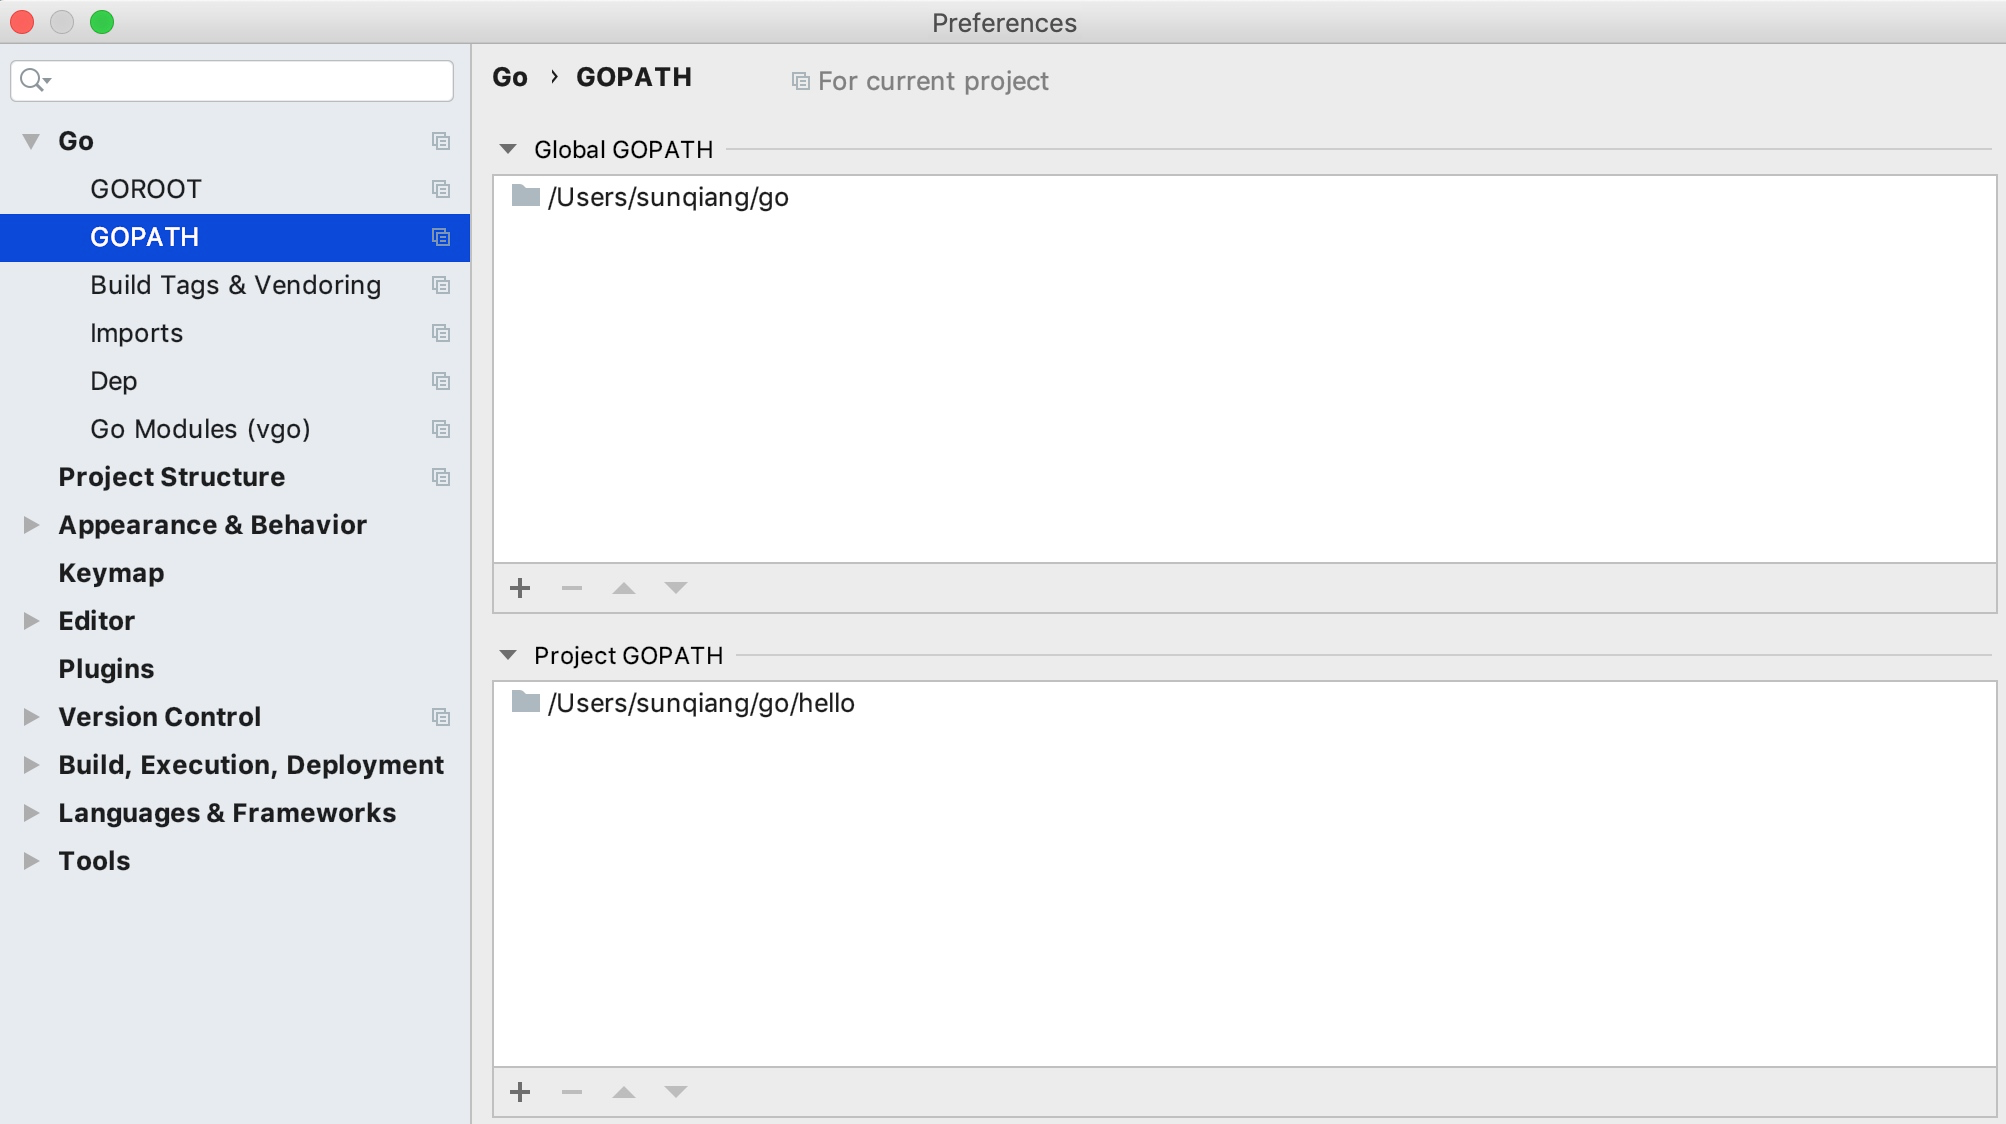 Preferences
Go
GOROOT
GOPATH
Build Tags & Vendoring
Imports
Dep
Go Modules (vgo)
Project Structure
Appearance & Behavior
Keymap
Editor
Plugins
Version Control
Build, Execution, Deployment
Languages & Frameworks
Tools
Go › GOPATH For current project
Global GOPATH
/Users/sunqiang/go
Project GOPATH
/Users/sunqiang/go/hello